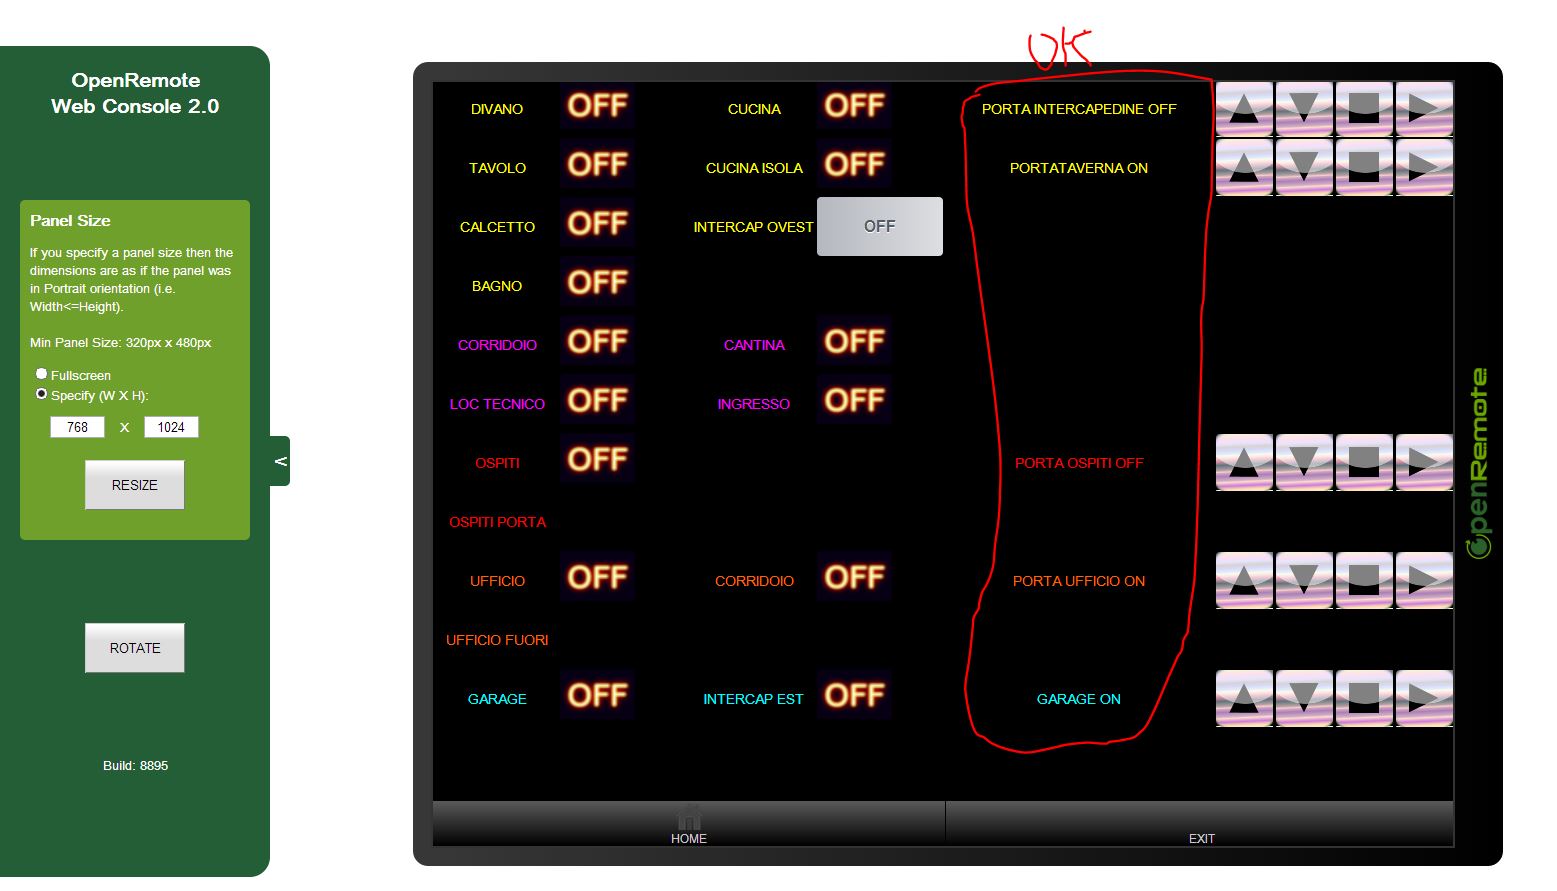 OpenRemote
Web Console 2.0
Panel Size
If you specify a panel size then the
dimensions are as if the panel was
in Portrait orientation (i.e.
Width<=Height).
Min Panel Size: 320px x 480px
Fullscreen
Specify (W X H):
768 X 1024
RESIZE
<
ROTATE
Build: 8895
OK
DIVANO OFF CUCINA OFF PORTA INTERCAPEDINE OFF
TAVOLO OFF CUCINA ISOLA OFF PORTATAVERNA ON
CALCETTO OFF INTERCAP OVEST OFF
BAGNO OFF
CORRIDOIO OFF CANTINA OFF
LOC TECNICO OFF INGRESSO OFF
OSPITI OFF PORTA OSPITI OFF
OSPITI PORTA
UFFICIO OFF CORRIDOIO OFF PORTA UFFICIO ON
UFFICIO FUORI
GARAGE OFF INTERCAP EST OFF GARAGE ON
HOME EXIT
OpenRemote